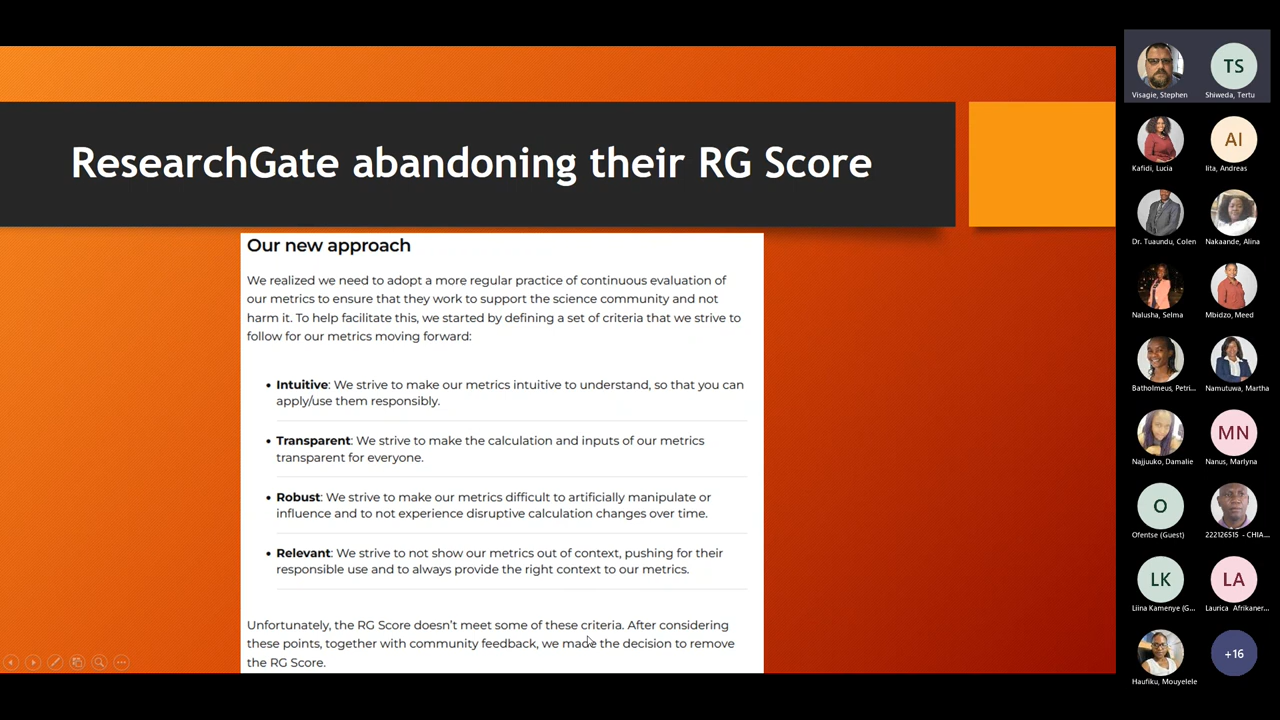 ResearchGate abandoning their RG Score
Our new approach
We realized we need to adopt a more regular practice of continuous evaluation of
our metrics to ensure that they work to support the science community and not
harm it. To help facilitate this, we started by defining a set of criteria that we strive to
follow for our metrics moving forward:
• Intuitive: We strive to make our metrics intuitive to understand, so that you can
apply/use them responsibly.
• Transparent: We strive to make the calculation and inputs of our metrics
transparent for everyone.
• Robust: We strive to make our metrics difficult to artificially manipulate or
influence and to not experience disruptive calculation changes over time.
• Relevant: We strive to not show our metrics out of context, pushing for their
responsible use and to always provide the right context to our metrics.
Unfortunately, the RG Score doesn't meet some of these criteria. After considering
these points, together with community feedback, we made the decision to remove
the RG Score.
TS
Visagie, Stephen
Shiweda, Tertu
AI
Kafidi, Lucia
Iita, Andreas
Dr. Tuaundu, Colen
Nakaande, Alina
Nalusha, Selma
Mbidzo, Meed
Batholmeus, Petri...
Namutuwa, Martha
MN
Najjuuko, Damalie
Nanus, Marlyna
O
Ofentse (Guest)
222126515 - CHIA...
LK
LA
Liina Kamenye (G...
Laurica Afrikaner...
+16
Haufiku, Mouyelele